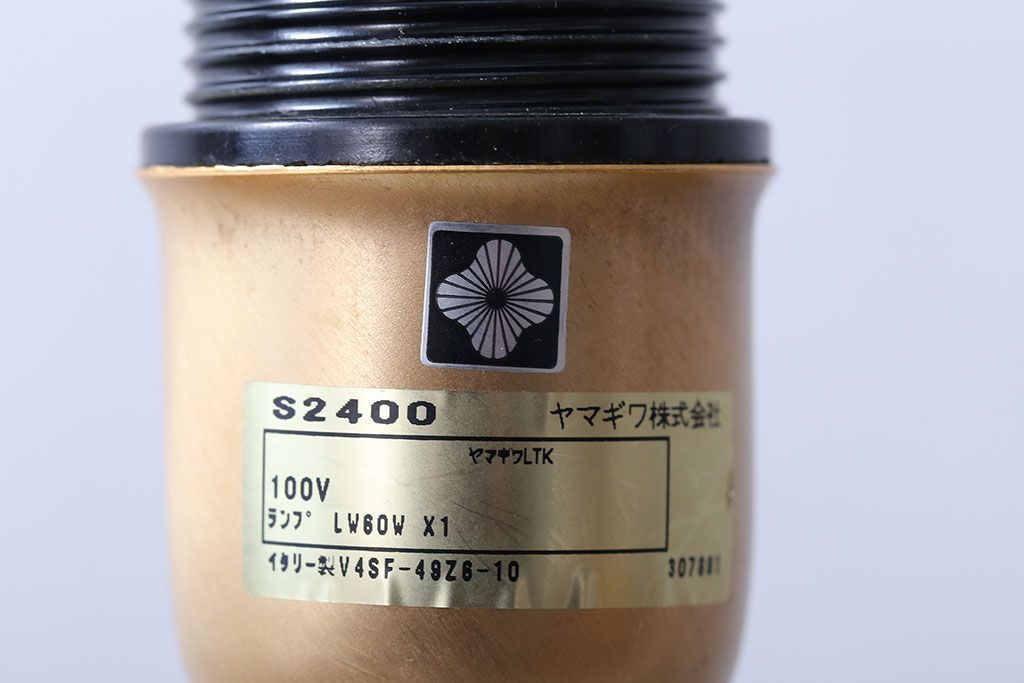 S2400 ヤマギワ株式会社
ヤマギワLTK
100V
ランプ LW60W X1
イタリー製V4SF-49Z6-10